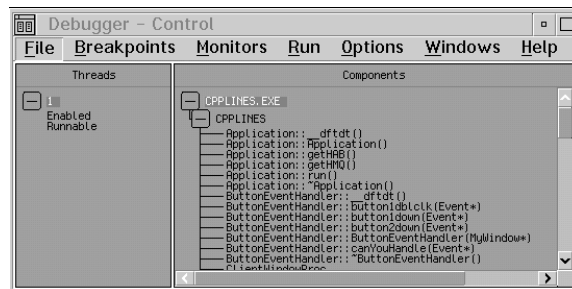 Debugger - Control
File Breakpoints Monitors Run Options Windows Help
Threads
Components
1
Enabled
Runnable
CPPLINES.EXE
CPPLINES
Application::__dftdt()
Application::Application()
Application::getHAB()
Application::getHMQ()
Application::run()
Application::~Application()
ButtonEventHandler::__dftdt()
ButtonEventHandler::button1dblclk(Event*)
ButtonEventHandler::button1down(Event*)
ButtonEventHandler::button2down(Event*)
ButtonEventHandler::ButtonEventHandler(MyWindow*)
ButtonEventHandler::canYouHandle(Event*)
ButtonEventHandler::~ButtonEventHandler()
ClientWindowProc